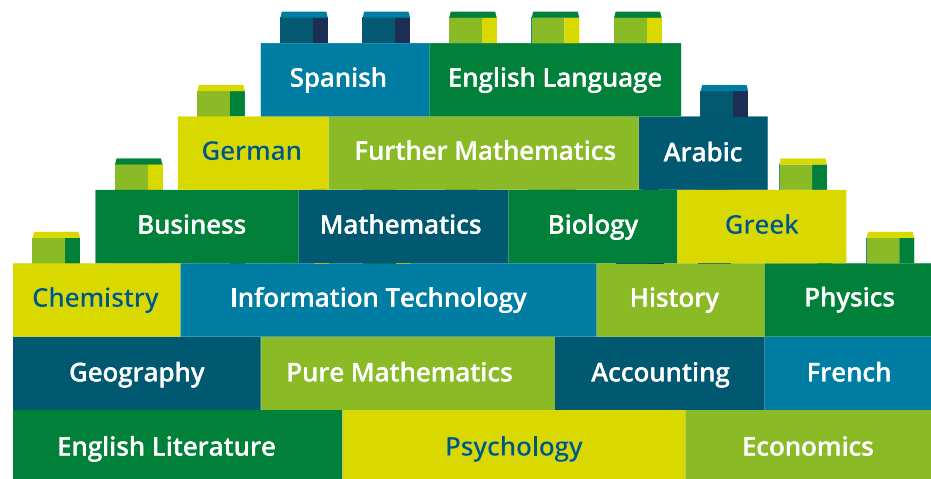 Spanish English Language
German Further Mathematics Arabic
Business Mathematics Biology Greek
Chemistry Information Technology History Physics
Geography Pure Mathematics Accounting French
English Literature Psychology Economics